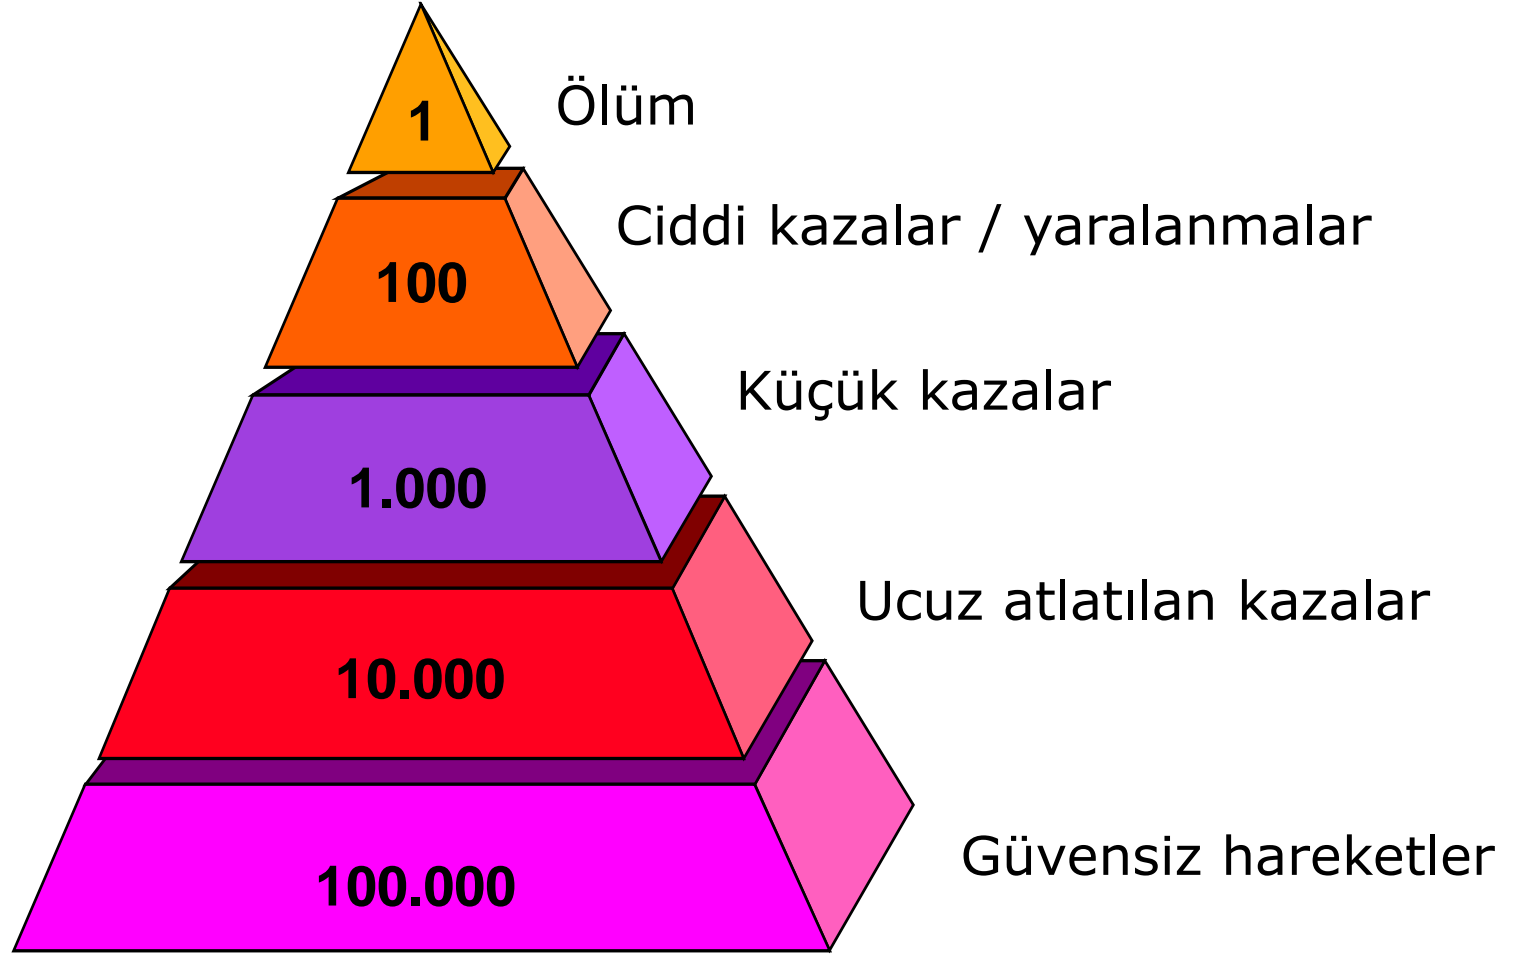 1
Ölüm
100
Ciddi kazalar / yaralanmalar
1.000
Küçük kazalar
10.000
Ucuz atlatılan kazalar
100.000
Güvensiz hareketler